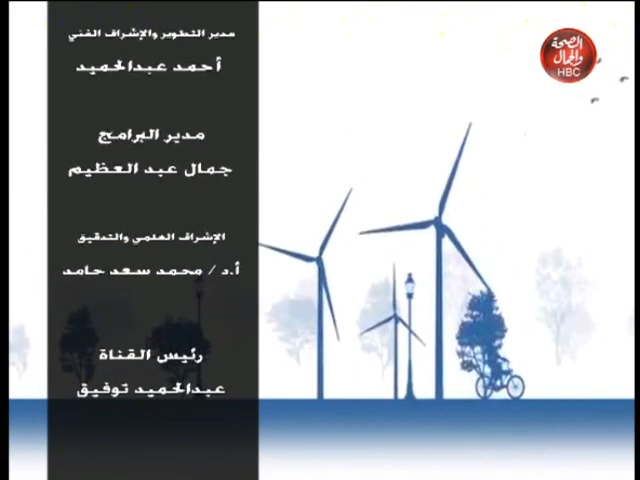 مدير التطوير والإشراف الفني
أحمد عبدالحميد
مدير البرامج
جمال عبد العظيم
الإشراف العلمي والتدقيق
أ.د / محمد سعد حامد
رئيس القناة
عبدالحميد توفيق
الصحة
والجمال
HBC